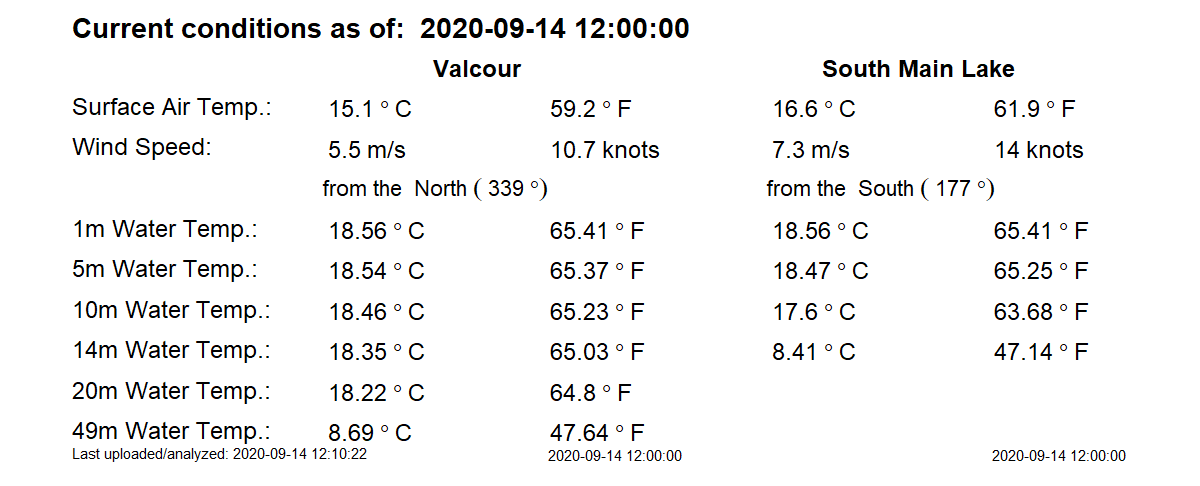 Current conditions as of: 2020-09-14 12:00:00
Valcour South Main Lake
Surface Air Temp.: 15.1 ° C 59.2 ° F 16.6 ° C 61.9 ° F
Wind Speed: 5.5 m/s 10.7 knots 7.3 m/s 14 knots
from the North ( 339 °) from the South ( 177 °)
1m Water Temp.: 18.56 ° C 65.41 ° F 18.56 ° C 65.41 ° F
5m Water Temp.: 18.54 ° C 65.37 ° F 18.47 ° C 65.25 ° F
10m Water Temp.: 18.46 ° C 65.23 ° F 17.6 ° C 63.68 ° F
14m Water Temp.: 18.35 ° C 65.03 ° F 8.41 ° C 47.14 ° F
20m Water Temp.: 18.22 ° C 64.8 ° F
49m Water Temp.: 8.69 ° C 47.64 ° F
Last uploaded/analyzed: 2020-09-14 12:10:22 2020-09-14 12:00:00 2020-09-14 12:00:00